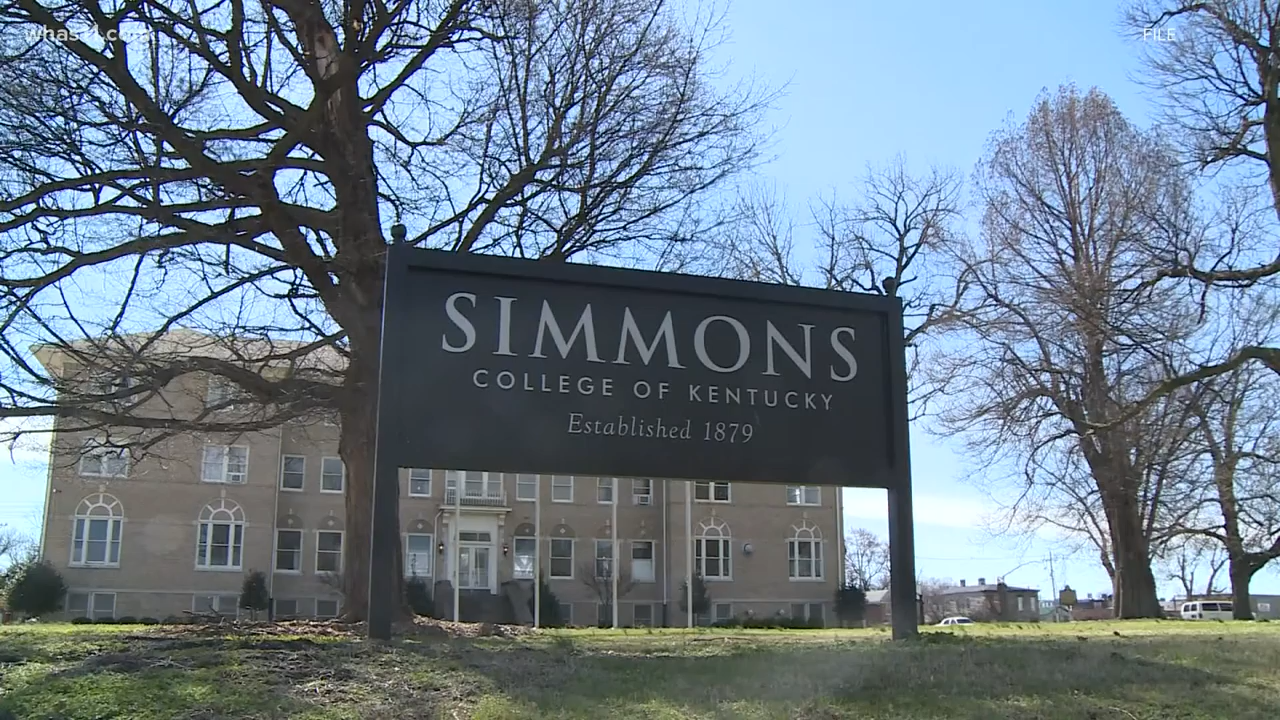 whas11.com
FILE
SIMMONS
COLLEGE OF KENTUCKY
Established 1879